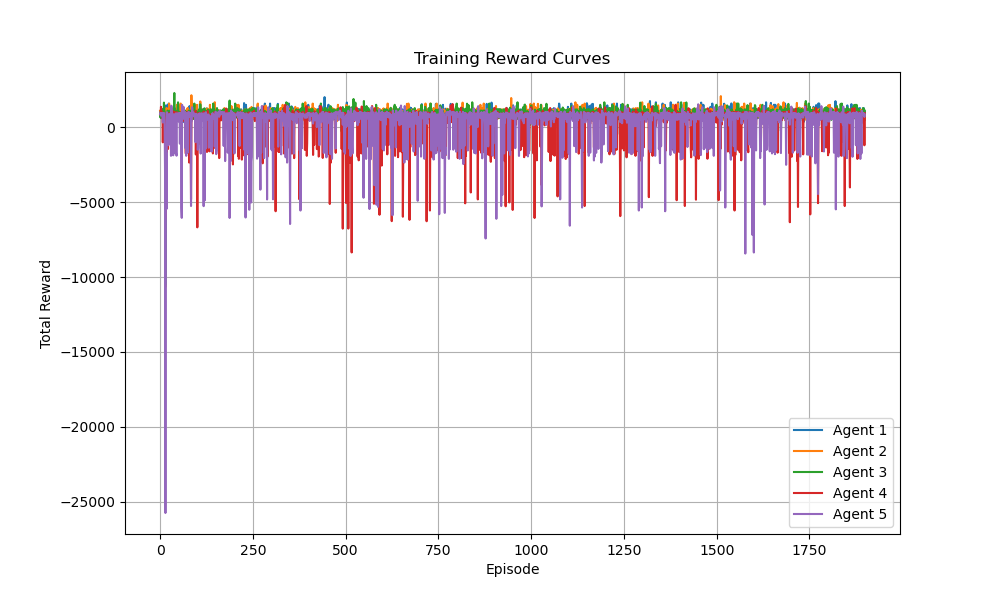 Training Reward Curves
0
−5000
−10000
−15000
−20000
−25000
Total Reward
0
250
500
750
1000
1250
1500
1750
Episode
Agent 1
Agent 2
Agent 3
Agent 4
Agent 5